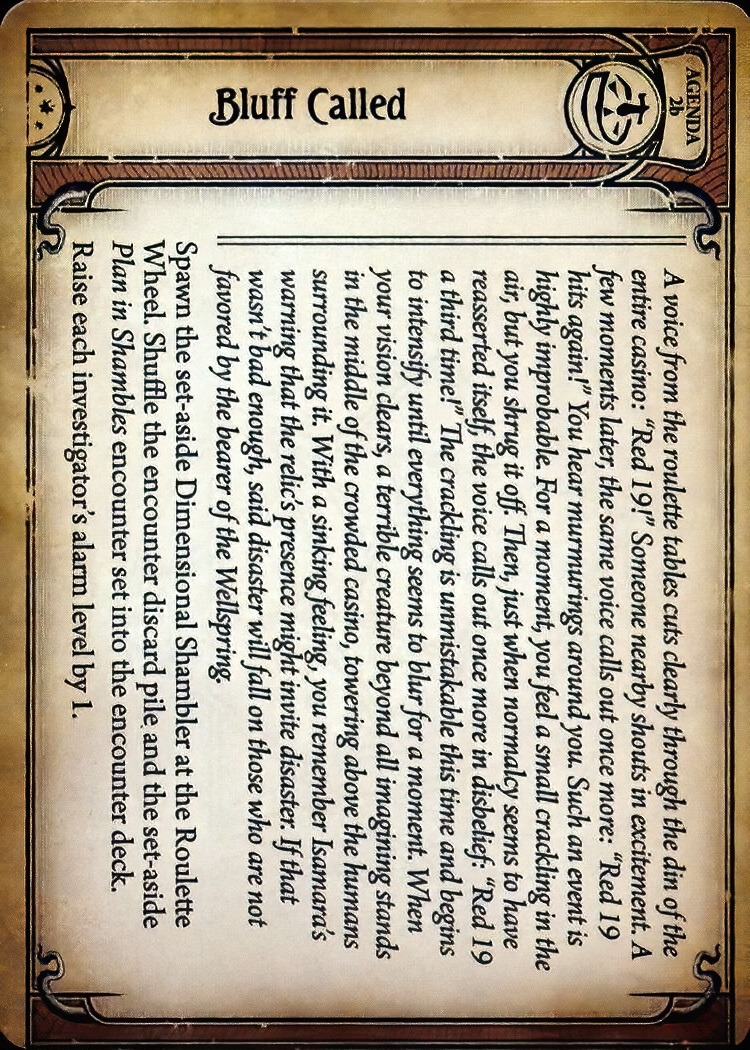 AGENDA
2b
Bluff Called
A voice from the roulette tables cuts clearly through the din of the
entire casino: “Red 19!” Someone nearby shouts in excitement. A
few moments later, the same voice calls out once more: “Red 19
hits again!” You hear murmurings around you. Such an event is
highly improbable. For a moment, you feel a small crackling in the
air, but you shrug it off. Then, just when normalcy seems to have
reasserted itself, the voice calls out once more in disbelief: “Red 19
a third time!” The crackling is unmistakable this time and begins
to intensify until everything seems to blur for a moment. When
your vision clears, a terrible creature beyond all imagining stands
in the middle of the crowded casino, towering above the humans
surrounding it. With a sinking feeling, you remember Isamara’s
warning that the relic’s presence might invite disaster. If that
wasn’t bad enough, said disaster will fall on those who are not
favored by the bearer of the Wellspring.
Spawn the set-aside Dimensional Shambler at the Roulette
Wheel. Shuffle the encounter discard pile and the set-aside
Plan in Shambles encounter set into the encounter deck.
Raise each investigator’s alarm level by 1.